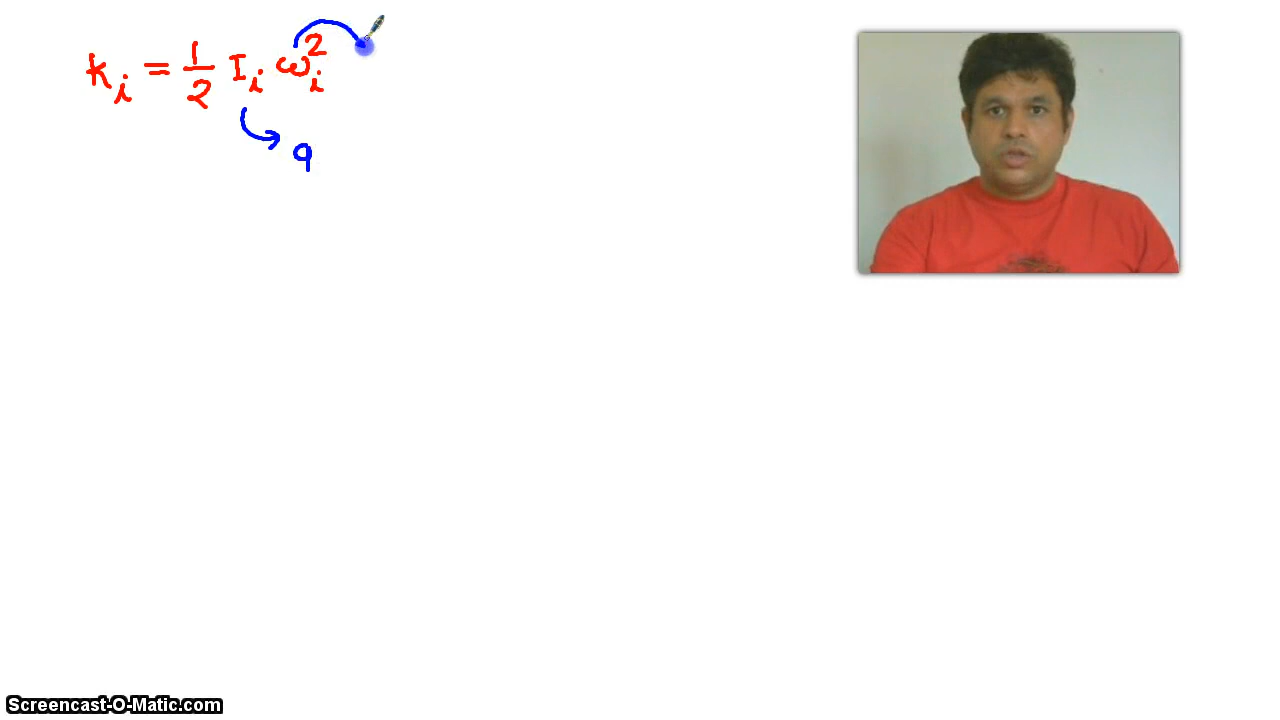 K_i = 1/2 I_i ω_i^2
9
Screencast-O-Matic.com